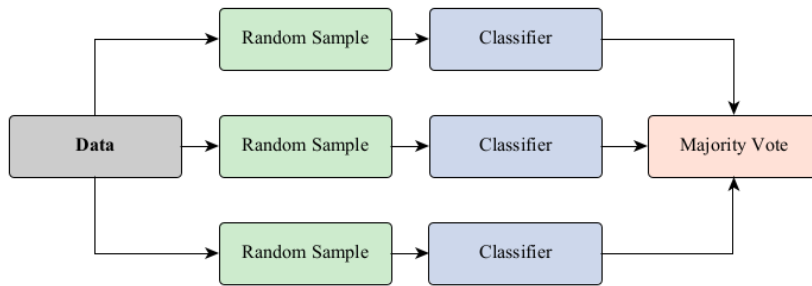 Random Sample
Classifier
Data
Random Sample
Classifier
Majority Vote
Random Sample
Classifier